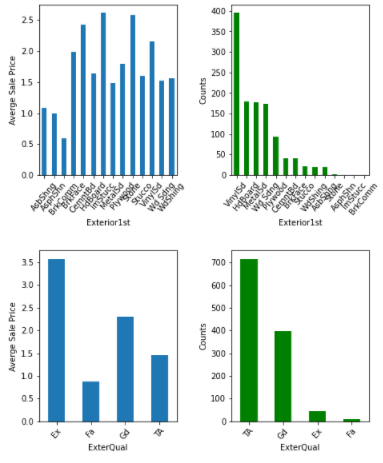 Averge Sale Price
2.5
2.0
1.5
1.0
0.5
0.0
AsbShng
AsphShn
BrkComm
BrkFace
CemntBd
HdBoard
ImStucc
MetalSd
Plywood
Stone
Stucco
VinylSd
Wd Sdng
WdShing
Exterior1st
Counts
400
350
300
250
200
150
100
50
0
VinylSd
HdBoard
MetalSd
Wd Sdng
Plywood
CemntBd
BrkFace
Stucco
WdShing
AsbShng
Stone
AsphShn
ImStucc
BrkComm
Exterior1st
Averge Sale Price
3.5
3.0
2.5
2.0
1.5
1.0
0.5
0.0
Ex
Fa
Gd
TA
ExterQual
Counts
700
600
500
400
300
200
100
0
TA
Gd
Ex
Fa
ExterQual